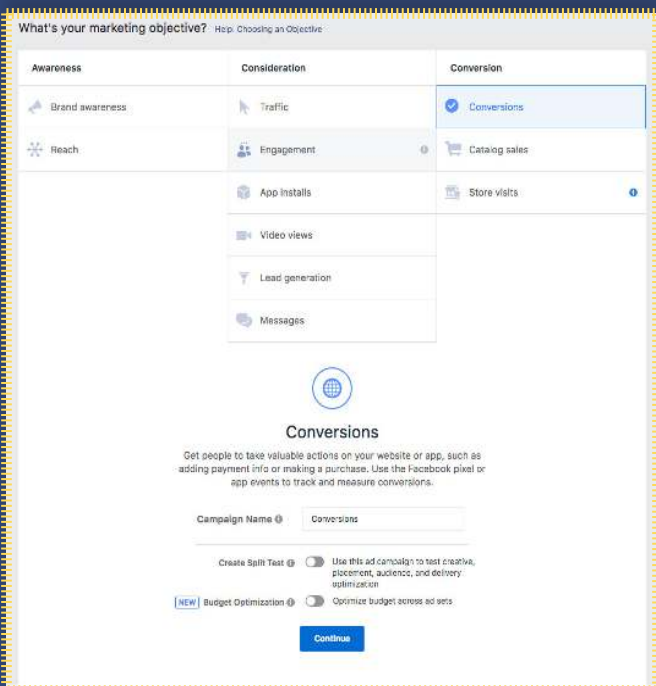 What's your marketing objective? Help: Choosing an Objective
Awareness Consideration Conversion
Brand awareness Traffic Conversions
Reach Engagement Catalog sales
App installs Store visits
Video views
Lead generation
Messages
Conversions
Get people to take valuable actions on your website or app, such as
adding payment info or making a purchase. Use the Facebook pixel or
app events to track and measure conversions.
Campaign Name Conversions
Create Split Test Use this ad campaign to test creative,
placement, audience, and delivery
optimization
NEW Budget Optimization Optimize budget across ad sets
Continue